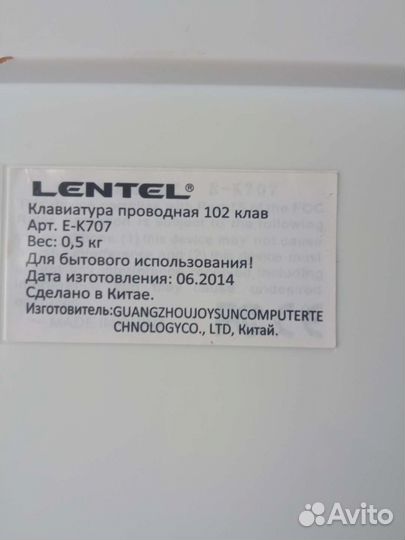 LENTEL®
Клавиатура проводная 102 клав
Арт. E-K707
Вес: 0,5 кг
Для бытового использования!
Дата изготовления: 06.2014
Сделано в Китае.
Изготовитель:GUANGZHOUJOYSUNCOMPUTERTE
CHNOLOGYCO., LTD, Китай.
E-K707
Avito